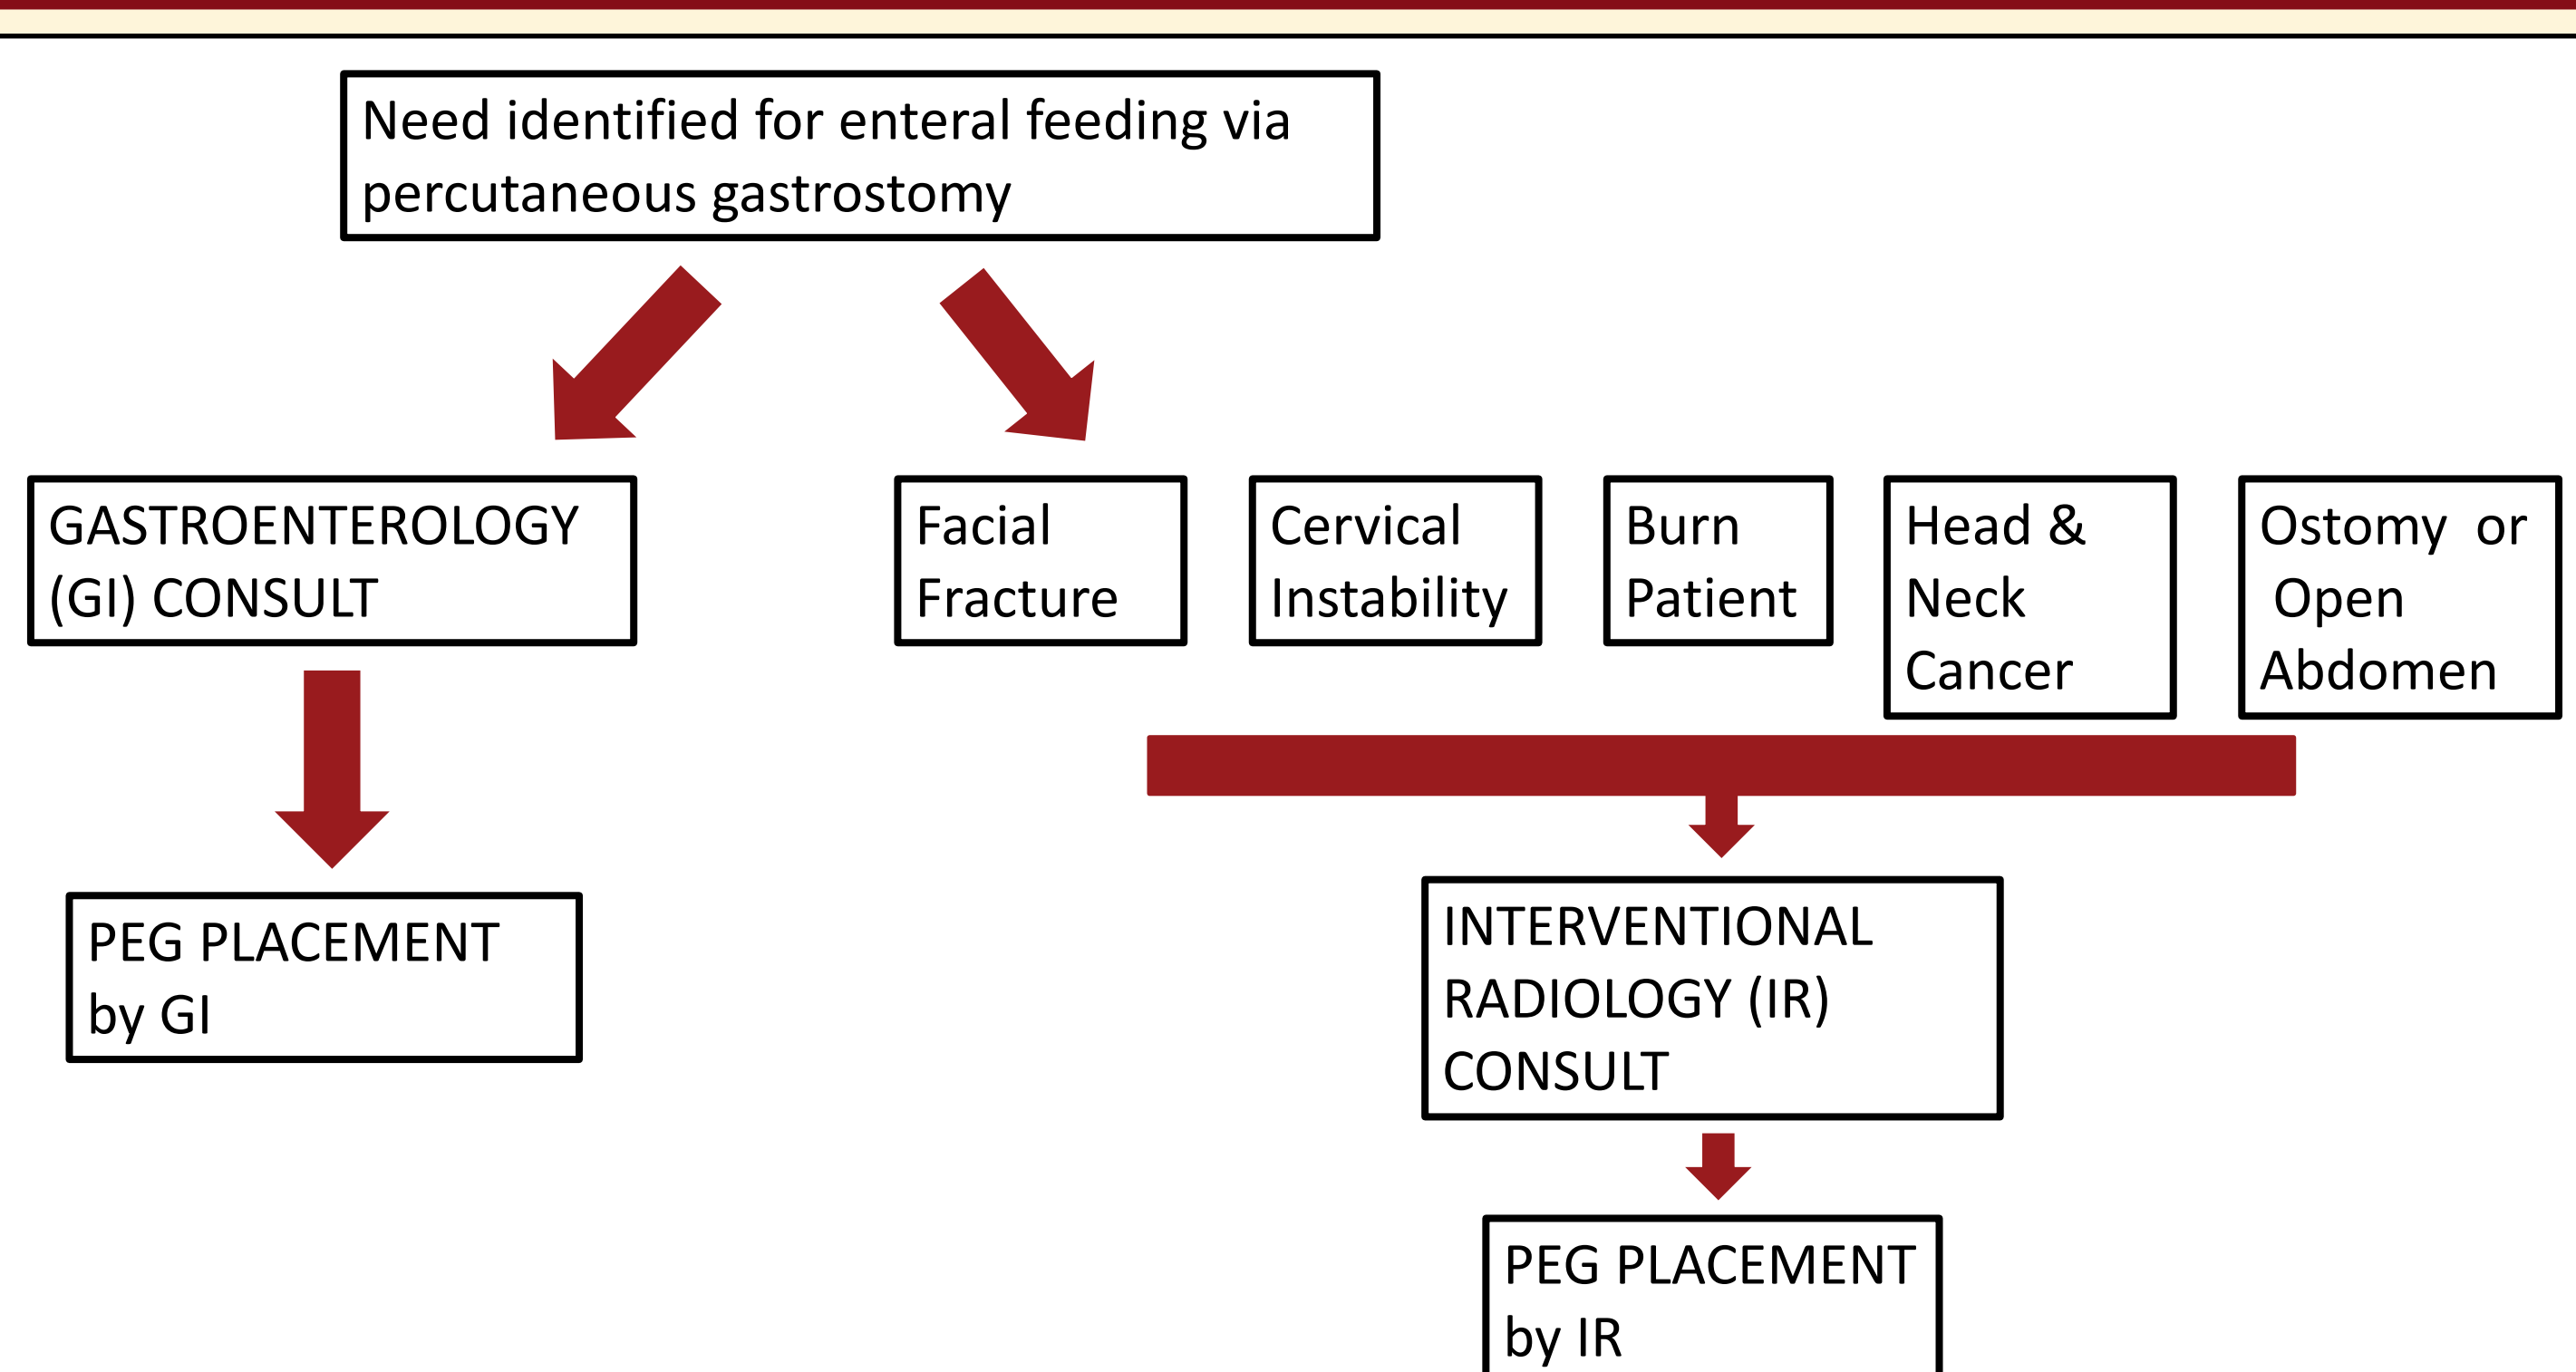 Need identified for enteral feeding via
percutaneous gastrostomy
GASTROENTEROLOGY
(GI) CONSULT
Facial
Fracture
Cervical
Instability
Burn
Patient
Head &
Neck
Cancer
Ostomy or
Open
Abdomen
PEG PLACEMENT
by GI
INTERVENTIONAL
RADIOLOGY (IR)
CONSULT
PEG PLACEMENT
by IR